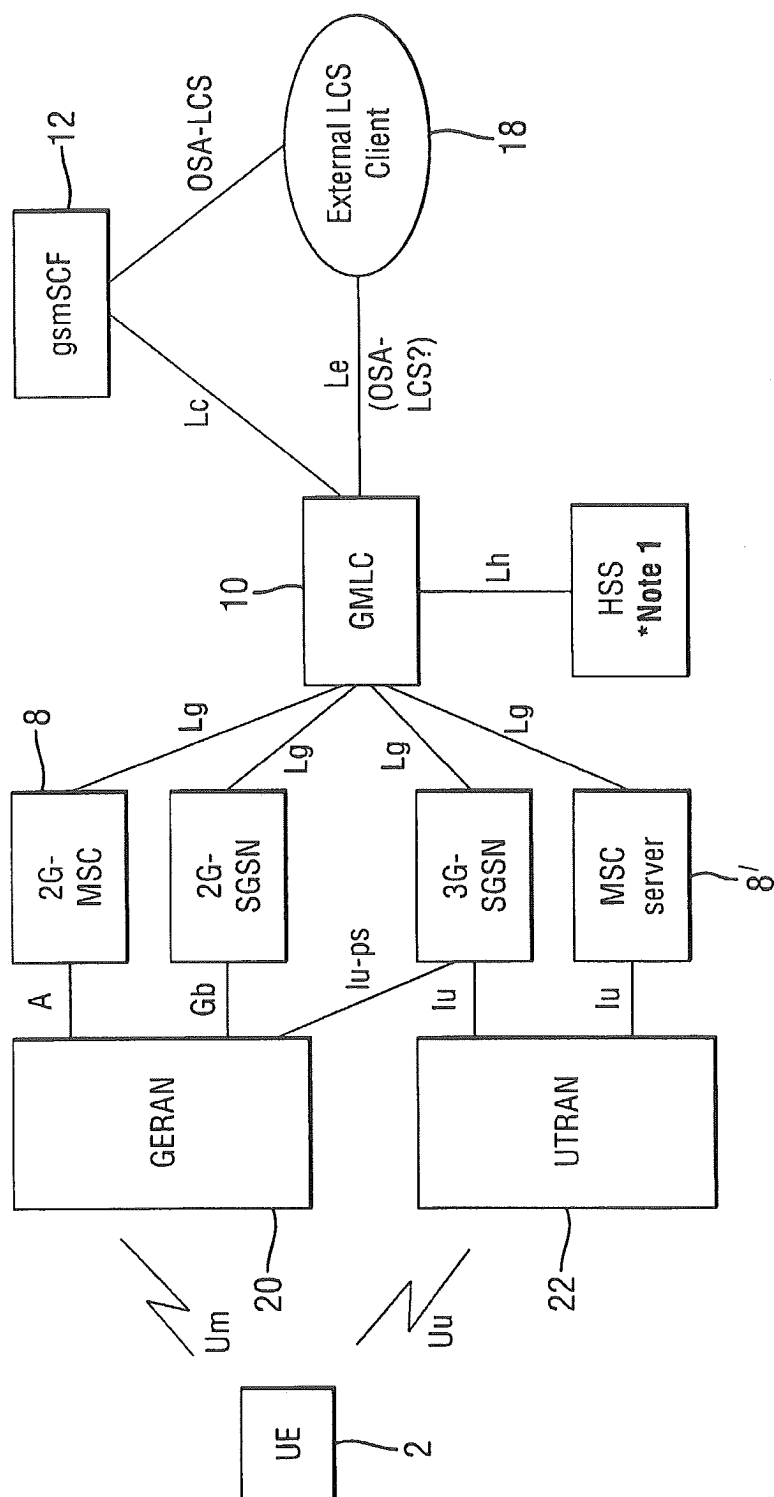 UE
2
Um
Uu
GERAN
20
UTRAN
22
A
Gb
Iu-ps
Iu
Iu
2G-
MSC
8
2G-
SGSN
3G-
SGSN
MSC
server
8'
Lg
Lg
Lg
Lg
GMLC
10
Lh
HSS
*Note 1
Lc
Le
(OSA-
LCS?)
gsmSCF
12
OSA-LCS
External LCS
Client
18